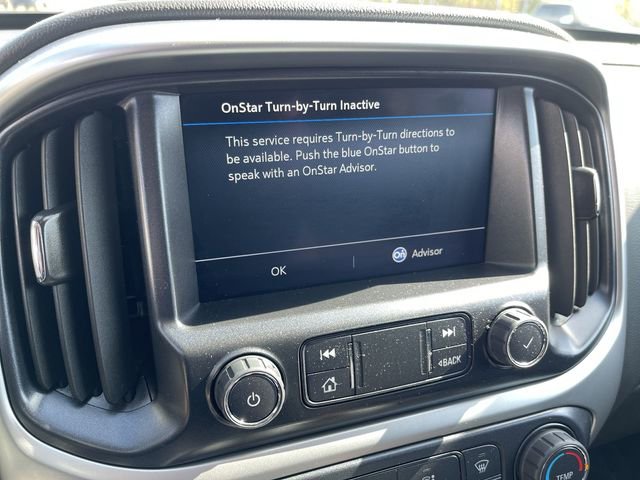 OnStar Turn-by-Turn Inactive
This service requires Turn-by-Turn directions to
be available. Push the blue OnStar button to
speak with an OnStar Advisor.
OK
On Advisor
BACK
TEMP